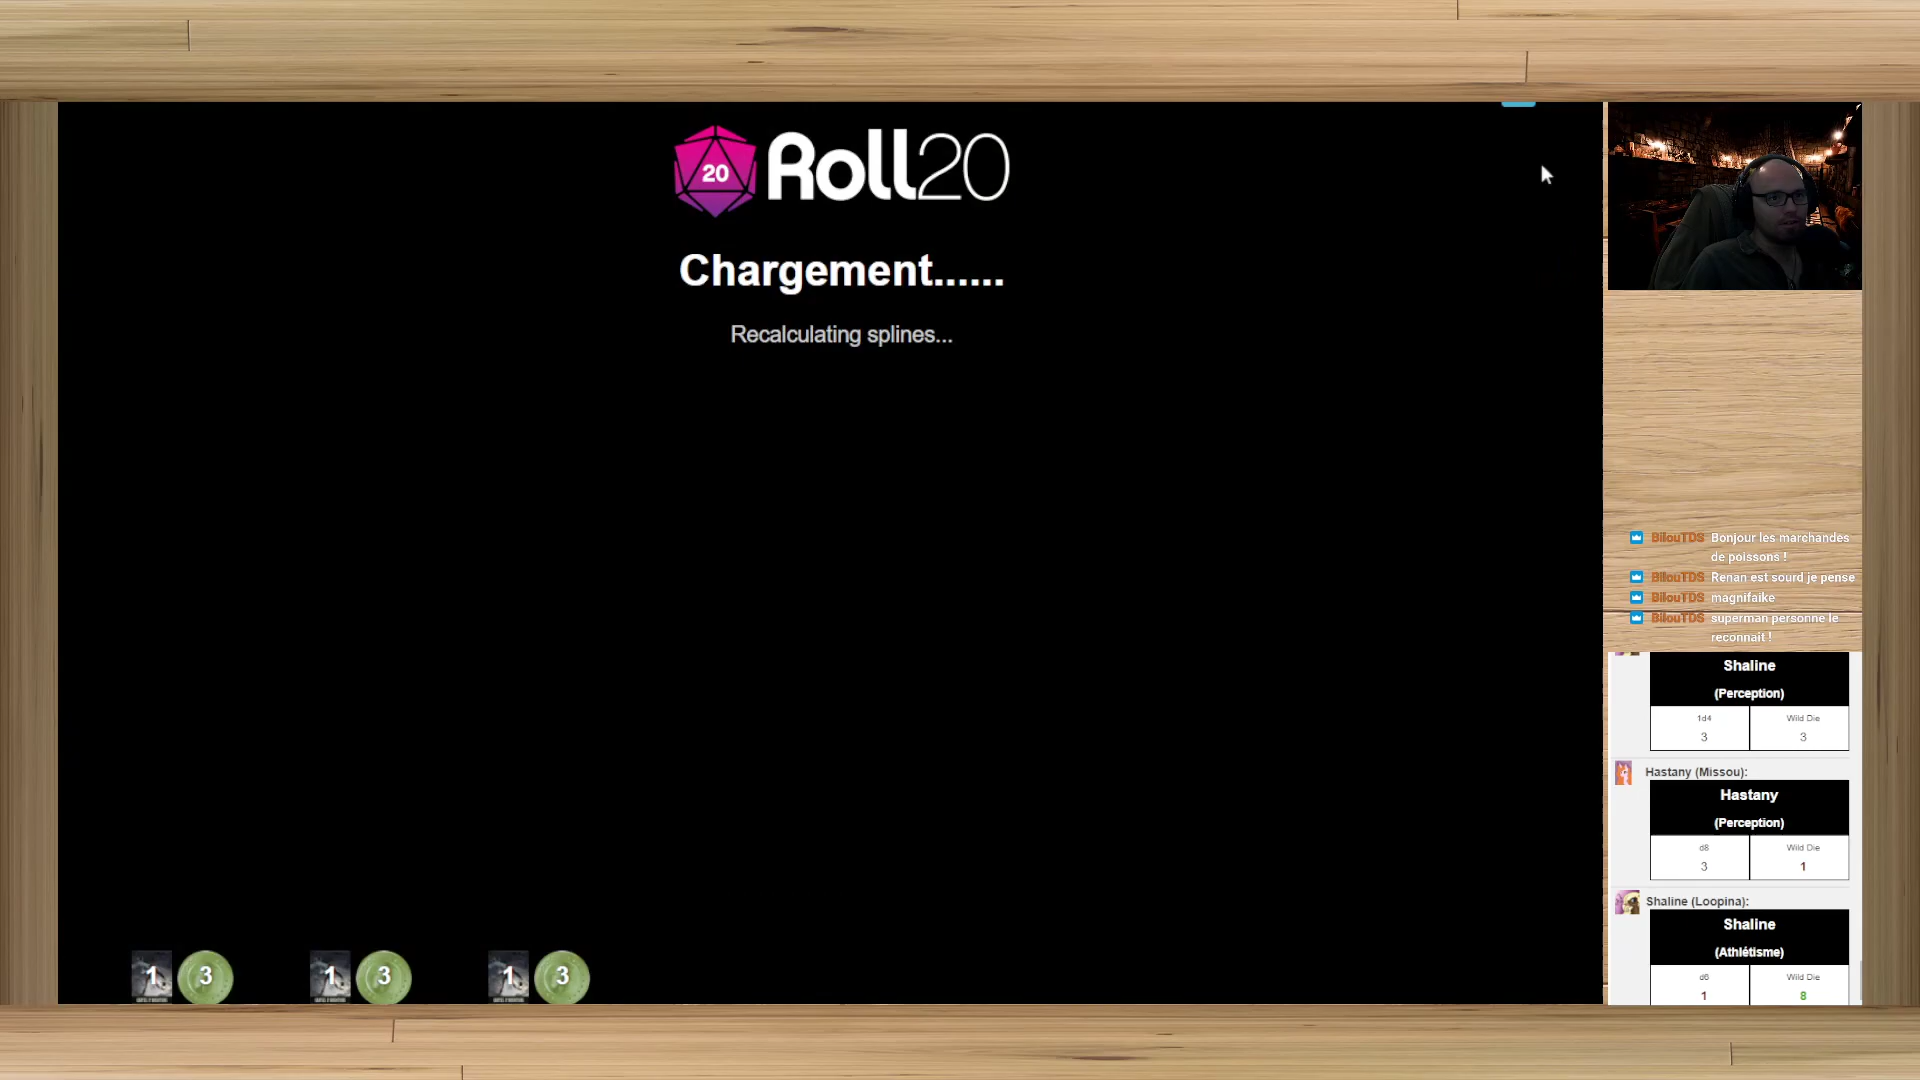 20
Roll20
Chargement......
Recalculating splines...
BilouTDS Bonjour les marchandes
de poissons !
BilouTDS Renan est sourd je pense
BilouTDS magnifaike
BilouTDS superman personne le
reconnait !
Shaline
(Perception)
1d4 Wild Die
3 3
Hastany (Missou):
Hastany
(Perception)
d8 Wild Die
3 1
Shaline (Loopina):
Shaline
(Athlétisme)
d6 Wild Die
1 8
1 3 1 3 1 3